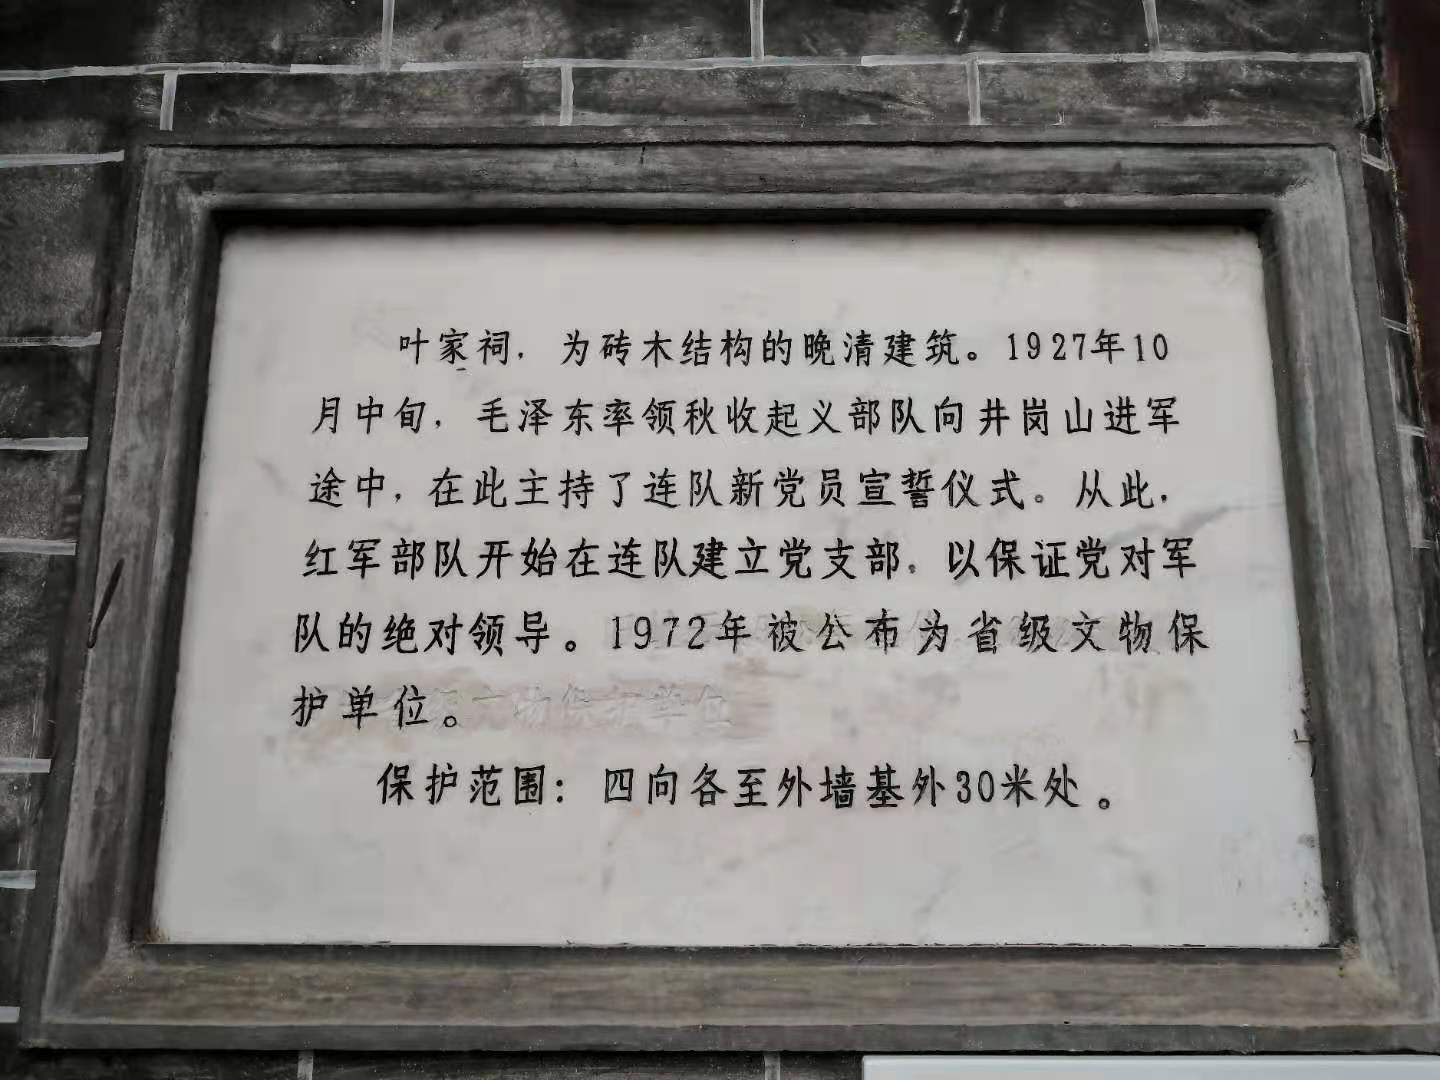 叶家祠，为砖木结构的晚清建筑。1927年10
月中旬，毛泽东率领秋收起义部队向井岗山进军
途中，在此主持了连队新党员宣誓仪式。从此，
红军部队开始在连队建立党支部，以保证党对军
队的绝对领导。1972年被公布为省级文物保
护单位。
保护范围：四向各至外墙基外30米处。